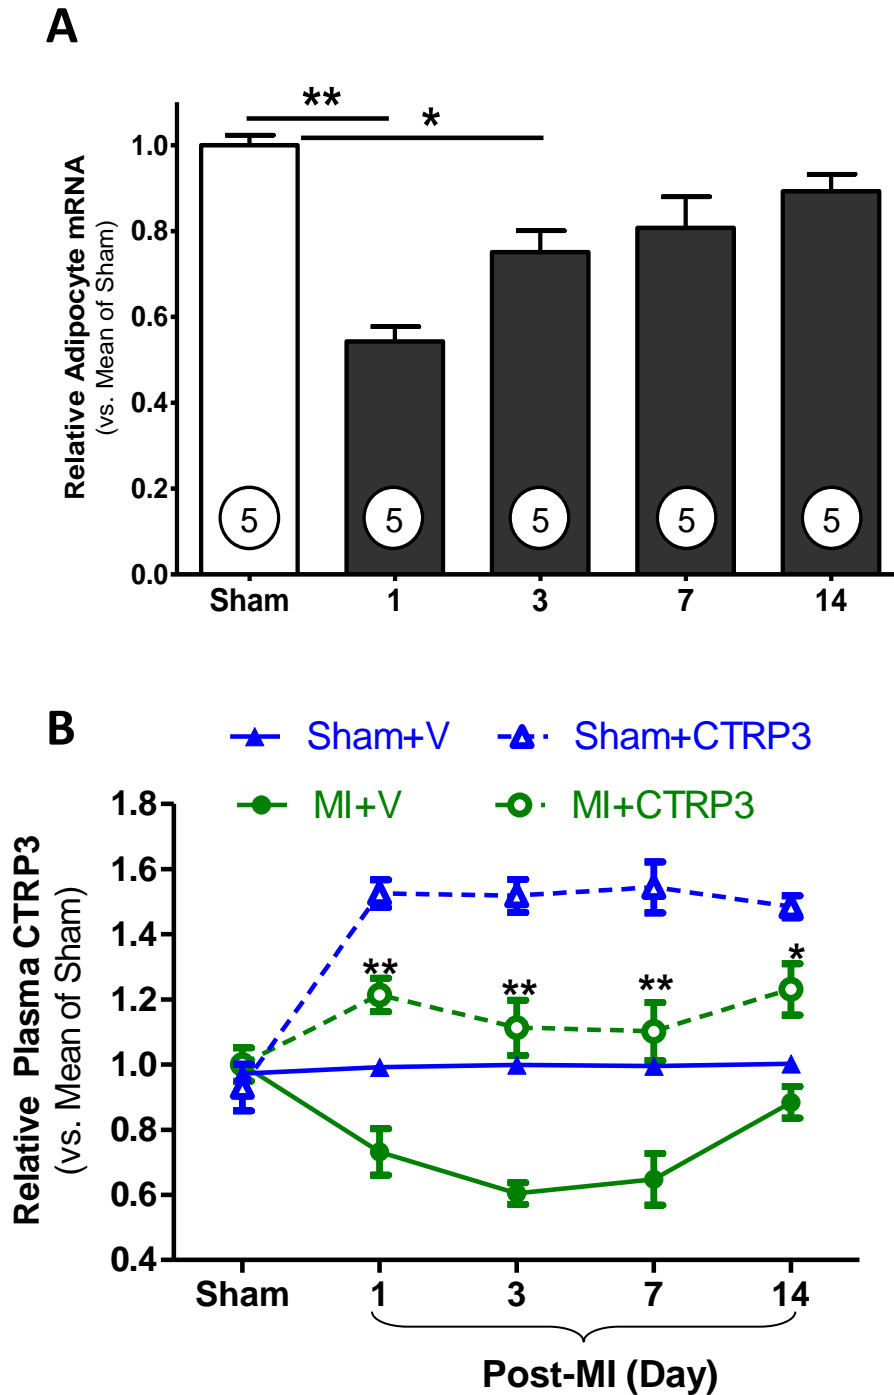 A
**
*
1.0
0.8
0.6
0.4
0.2
0.0
Relative Adipocyte mRNA
(vs. Mean of Sham)
5 5 5 5 5
Sham 1 3 7 14
B
Sham+V Sham+CTRP3
MI+V MI+CTRP3
1.8
1.6
1.4
1.2
1.0
0.8
0.6
0.4
Relative Plasma CTRP3
(vs. Mean of Sham)
** ** ** *
Sham 1 3 7 14
Post-MI (Day)